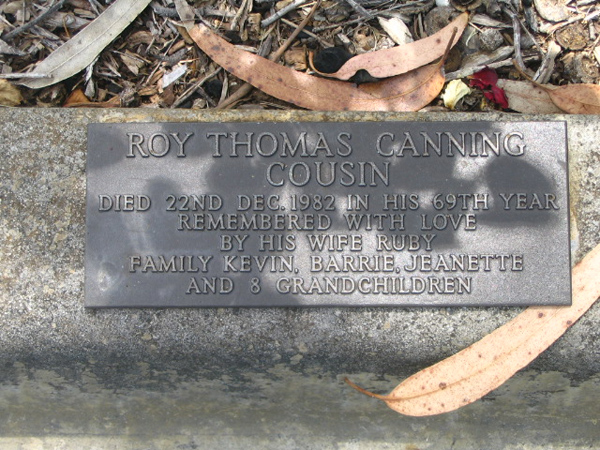 ROY THOMAS CANNING
COUSIN
DIED 22ND DEC. 1982 IN HIS 69TH YEAR
REMEMBERED WITH LOVE
BY HIS WIFE RUBY
FAMILY KEVIN, BARRIE, JEANETTE
AND 8 GRANDCHILDREN